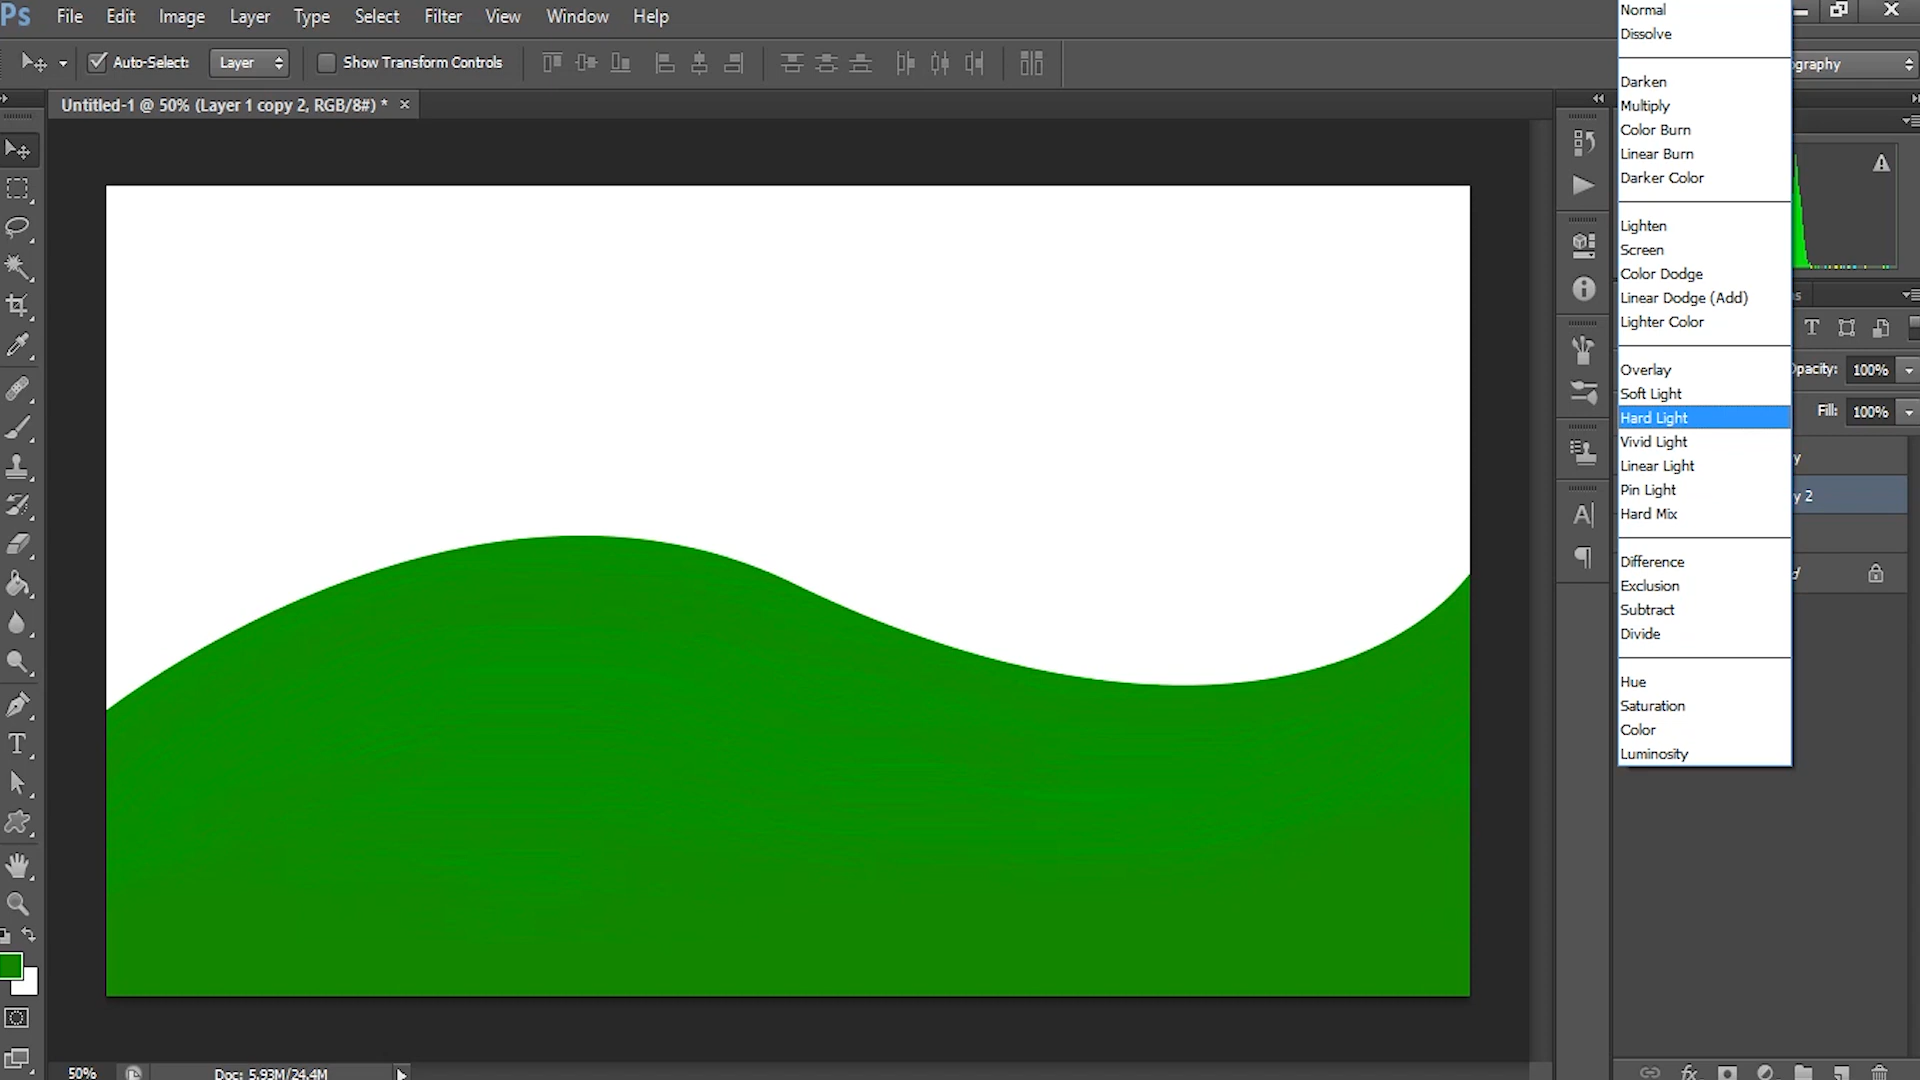 Ps File Edit Image Layer Type Select Filter View Window Help
Auto-Select: Layer Show Transform Controls
Untitled-1 @ 50% (Layer 1 copy 2, RGB/8#) * ×
Normal
Dissolve
Darken
Multiply
Color Burn
Linear Burn
Darker Color
Lighten
Screen
Color Dodge
Linear Dodge (Add)
Lighter Color
Overlay
Soft Light
Hard Light
Vivid Light
Linear Light
Pin Light
Hard Mix
Difference
Exclusion
Subtract
Divide
Hue
Saturation
Color
Luminosity
ography
Opacity: 100%
Fill: 100%
y
y 2
d
50% Doc: 5.93M/24.4M